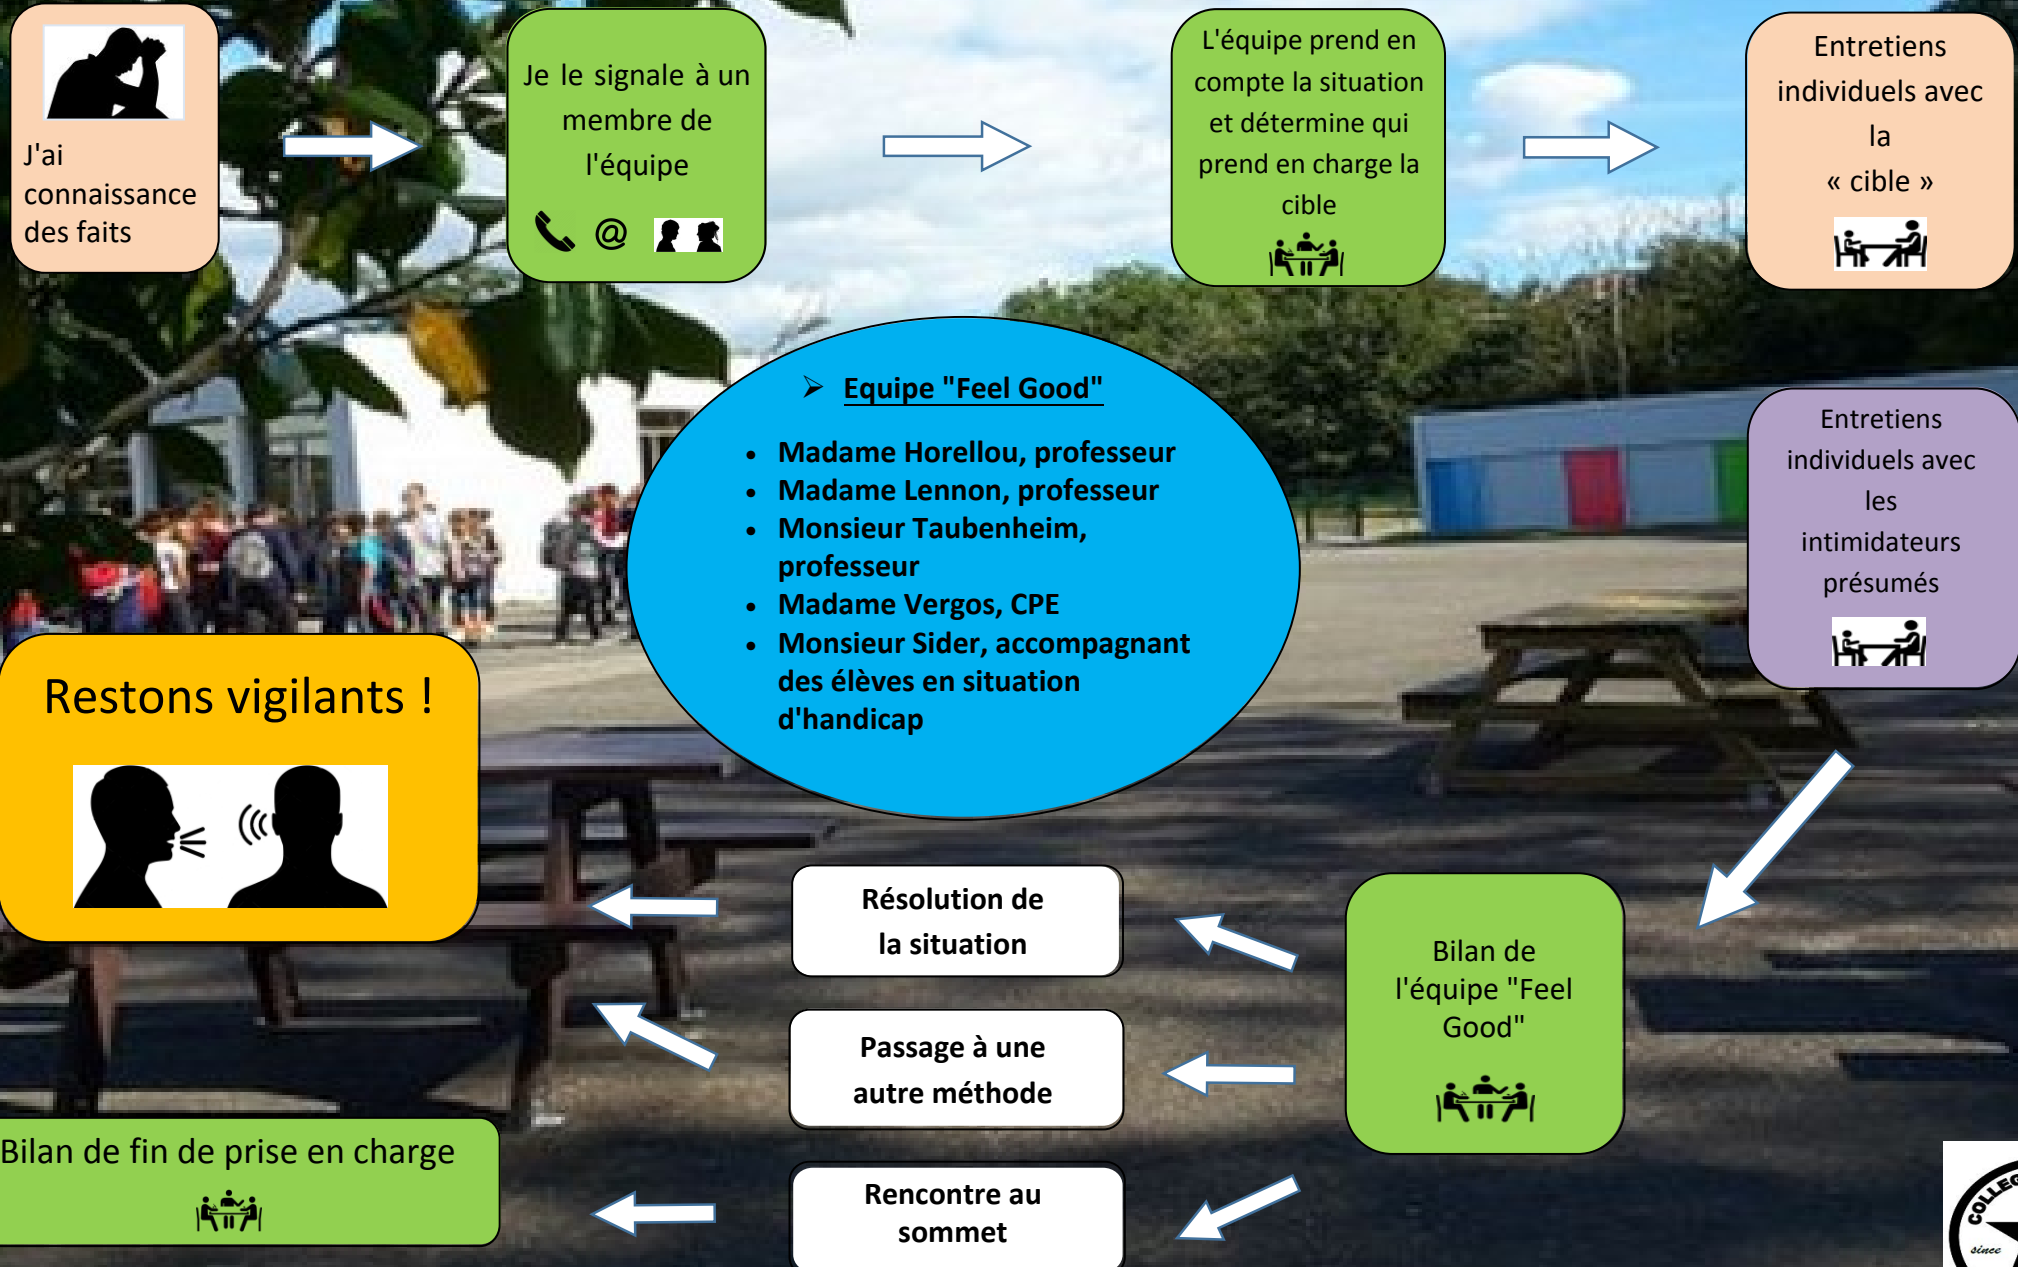 J'ai
connaissance
des faits
Je le signale à un
membre de
l'équipe
@
L'équipe prend en
compte la situation
et détermine qui
prend en charge la
cible
Entretiens
individuels avec
la
« cible »
➢ Equipe "Feel Good"
• Madame Horellou, professeur
• Madame Lennon, professeur
• Monsieur Taubenheim,
professeur
• Madame Vergos, CPE
• Monsieur Sider, accompagnant
des élèves en situation
d'handicap
Entretiens
individuels avec
les
intimidateurs
présumés
Restons vigilants !
Résolution de
la situation
Bilan de
l'équipe "Feel
Good"
Passage à une
autre méthode
Bilan de fin de prise en charge
Rencontre au
sommet
since